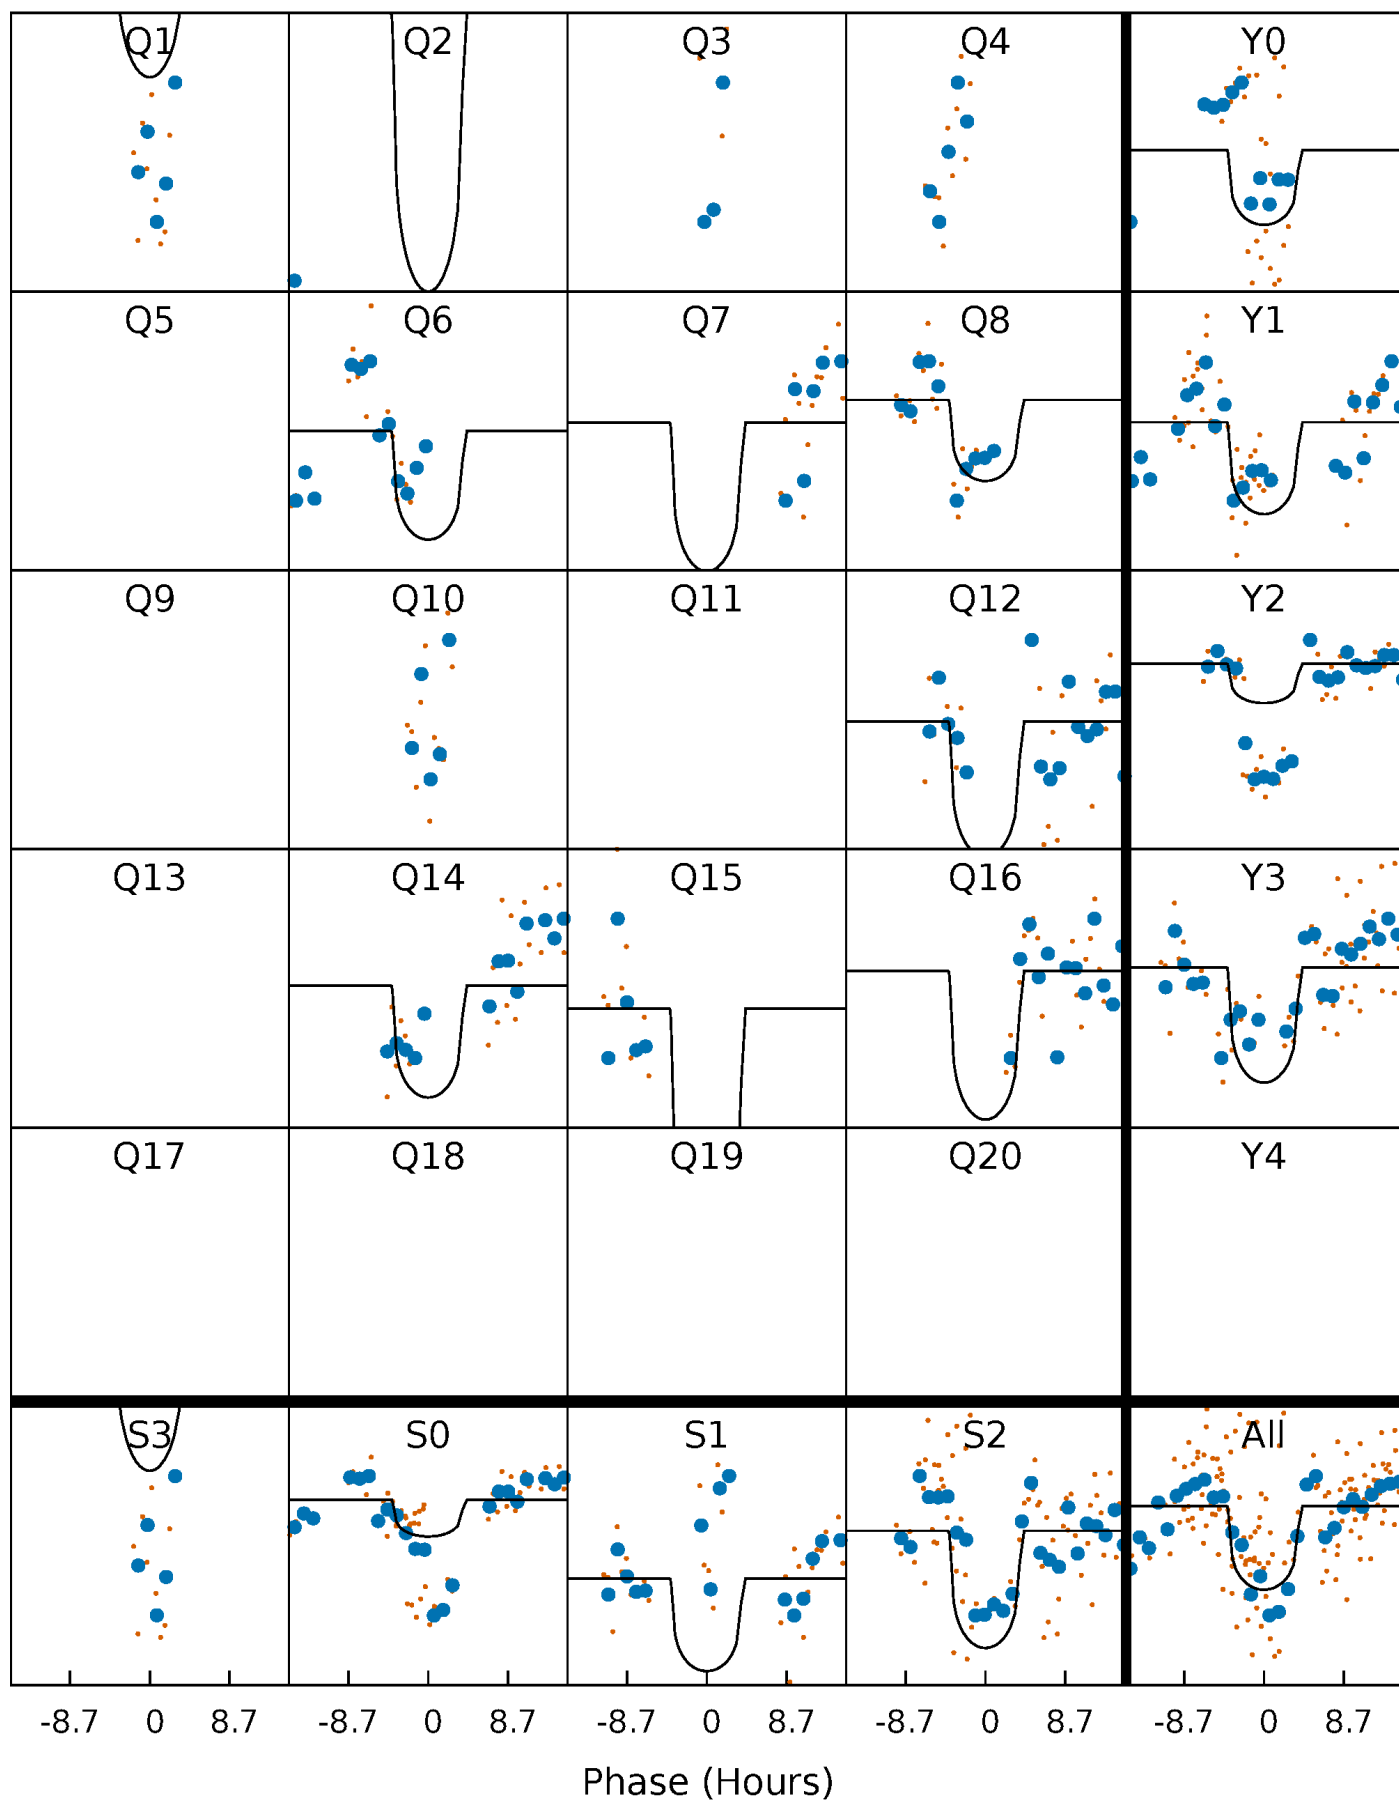 Q1 Q2 Q3 Q4 Y0
Q5 Q6 Q7 Q8 Y1
Q9 Q10 Q11 Q12 Y2
Q13 Q14 Q15 Q16 Y3
Q17 Q18 Q19 Q20 Y4
S3 S0 S1 S2 All
-8.7 0 8.7 -8.7 0 8.7 -8.7 0 8.7 -8.7 0 8.7 -8.7 0 8.7
Phase (Hours)